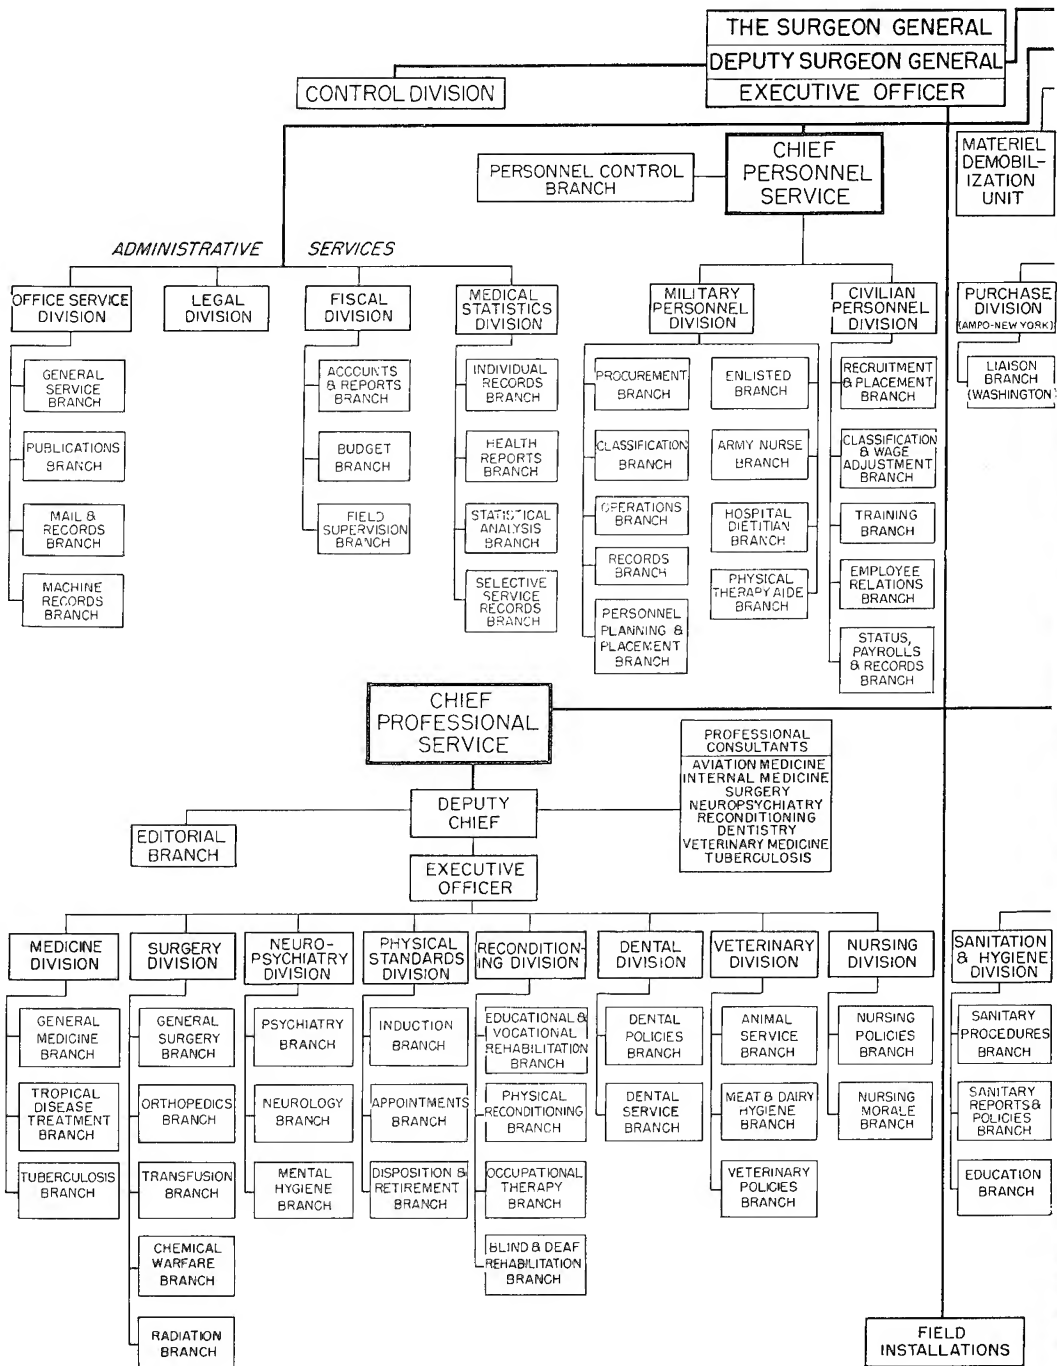 THE SURGEON GENERAL
DEPUTY SURGEON GENERAL
EXECUTIVE OFFICER
CONTROL DIVISION
CHIEF
PERSONNEL
SERVICE
PERSONNEL CONTROL
BRANCH
MATERIEL
DEMOBIL-
IZATION
UNIT
ADMINISTRATIVE SERVICES
OFFICE SERVICE
DIVISION
GENERAL
SERVICE
BRANCH
PUBLICATIONS
BRANCH
MAIL &
RECORDS
BRANCH
MACHINE
RECORDS
BRANCH
LEGAL
DIVISION
FISCAL
DIVISION
ACCOUNTS
& REPORTS
BRANCH
BUDGET
BRANCH
FIELD
SUPERVISION
BRANCH
MEDICAL
STATISTICS
DIVISION
INDIVIDUAL
RECORDS
BRANCH
HEALTH
REPORTS
BRANCH
STATISTICAL
ANALYSIS
BRANCH
SELECTIVE
SERVICE
RECORDS
BRANCH
MILITARY
PERSONNEL
DIVISION
PROCUREMENT
BRANCH
CLASSIFICATION
BRANCH
OPERATIONS
BRANCH
RECORDS
BRANCH
PERSONNEL
PLANNING &
PLACEMENT
BRANCH
ENLISTED
BRANCH
ARMY NURSE
BRANCH
HOSPITAL
DIETITIAN
BRANCH
PHYSICAL
THERAPY AIDE
BRANCH
CIVILIAN
PERSONNEL
DIVISION
RECRUITMENT
& PLACEMENT
BRANCH
CLASSIFICATION
& WAGE
ADJUSTMENT
BRANCH
TRAINING
BRANCH
EMPLOYEE
RELATIONS
BRANCH
STATUS,
PAYROLLS
& RECORDS
BRANCH
PURCHASE
DIVISION
(AMPO-NEW YORK)
LIAISON
BRANCH
(WASHINGTON)
CHIEF
PROFESSIONAL
SERVICE
DEPUTY
CHIEF
EDITORIAL
BRANCH
EXECUTIVE
OFFICER
PROFESSIONAL
CONSULTANTS
AVIATION MEDICINE
INTERNAL MEDICINE
SURGERY
NEUROPSYCHIATRY
RECONDITIONING
DENTISTRY
VETERINARY MEDICINE
TUBERCULOSIS
MEDICINE
DIVISION
GENERAL
MEDICINE
BRANCH
TROPICAL
DISEASE
TREATMENT
BRANCH
TUBERCULOSIS
BRANCH
SURGERY
DIVISION
GENERAL
SURGERY
BRANCH
ORTHOPEDICS
BRANCH
TRANSFUSION
BRANCH
CHEMICAL
WARFARE
BRANCH
RADIATION
BRANCH
NEURO-
PSYCHIATRY
DIVISION
PSYCHIATRY
BRANCH
NEUROLOGY
BRANCH
MENTAL
HYGIENE
BRANCH
PHYSICAL
STANDARDS
DIVISION
INDUCTION
BRANCH
APPOINTMENTS
BRANCH
DISPOSITION &
RETIREMENT
BRANCH
RECONDITION-
ING DIVISION
EDUCATIONAL &
VOCATIONAL
REHABILITATION
BRANCH
PHYSICAL
RECONDITIONING
BRANCH
OCCUPATIONAL
THERAPY
BRANCH
BLIND & DEAF
REHABILITATION
BRANCH
DENTAL
DIVISION
DENTAL
POLICIES
BRANCH
DENTAL
SERVICE
BRANCH
VETERINARY
DIVISION
ANIMAL
SERVICE
BRANCH
MEAT & DAIRY
HYGIENE
BRANCH
VETERINARY
POLICIES
BRANCH
NURSING
DIVISION
NURSING
POLICIES
BRANCH
NURSING
MORALE
BRANCH
SANITATION
& HYGIENE
DIVISION
SANITARY
PROCEDURES
BRANCH
SANITARY
REPORTS &
POLICIES
BRANCH
EDUCATION
BRANCH
FIELD
INSTALLATIONS